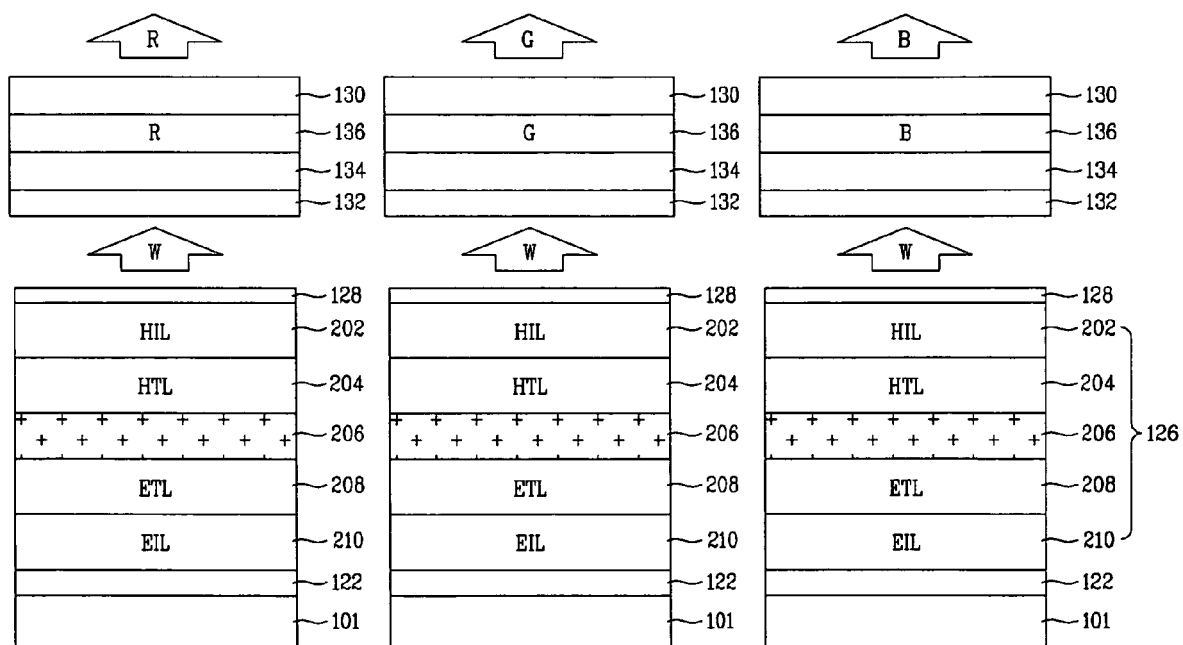 R G B
130 130 130
R 136 G 136 B 136
134 134 134
132 132 132
W W W
128 128 128
HIL 202 HIL 202 HIL 202
HTL 204 HTL 204 HTL 204
206 206 206 126
ETL 208 ETL 208 ETL 208
EIL 210 EIL 210 EIL 210
122 122 122
101 101 101